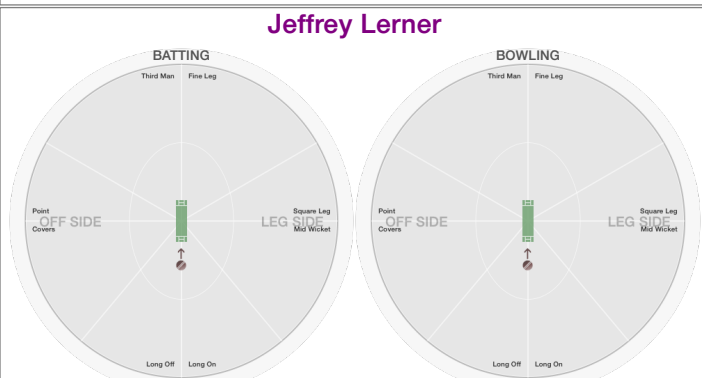 Jeffrey Lerner
BATTING
Third Man Fine Leg
Point
OFF SIDE
Covers
Square Leg
LEG SIDE
Mid Wicket
Long Off Long On
BOWLING
Third Man Fine Leg
Point
OFF SIDE
Covers
Square Leg
LEG SIDE
Mid Wicket
Long Off Long On